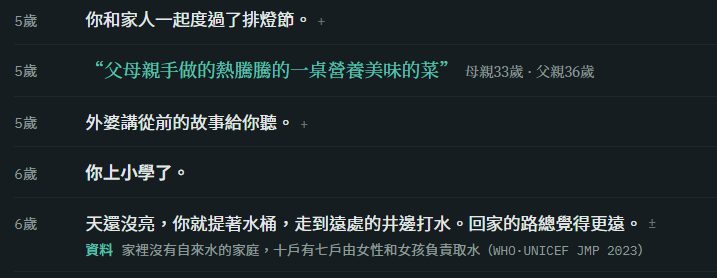 5歲 你和家人一起度過了排燈節。 +
5歲 “父母親手做的熱騰騰的一桌營養美味的菜” 母親33歲 · 父親36歲
5歲 外婆講從前的故事給你聽。 +
6歲 你上小學了。
6歲 天還沒亮，你就提著水桶，走到遠處的井邊打水。回家的路總覺得更遠。 ±
資料 家裡沒有自來水的家庭，十戶有七戶由女性和女孩負責取水（WHO·UNICEF JMP 2023）